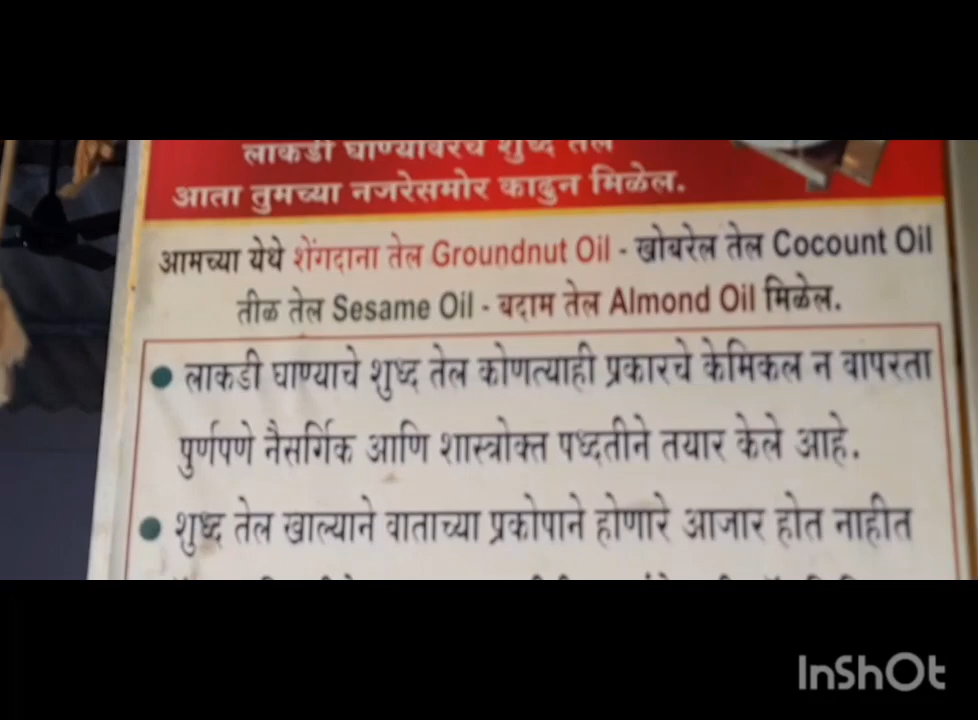 लाकडी घाण्यावरचे शुध्द तेल
आता तुमच्या नजरेसमोर काढुन मिळेल.
आमच्या येथे शेंगदाना तेल Groundnut Oil - खोबरेल तेल Cocount Oil
तीळ तेल Sesame Oil - बदाम तेल Almond Oil मिळेल.
• लाकडी घाण्याचे शुध्द तेल कोणत्याही प्रकारचे केमिकल न वापरता
पुर्णपणे नैसर्गिक आणि शास्त्रोक्त पध्दतीने तयार केले आहे.
• शुध्द तेल खाल्याने वाताच्या प्रकोपाने होणारे आजार होत नाहीत
InShOt